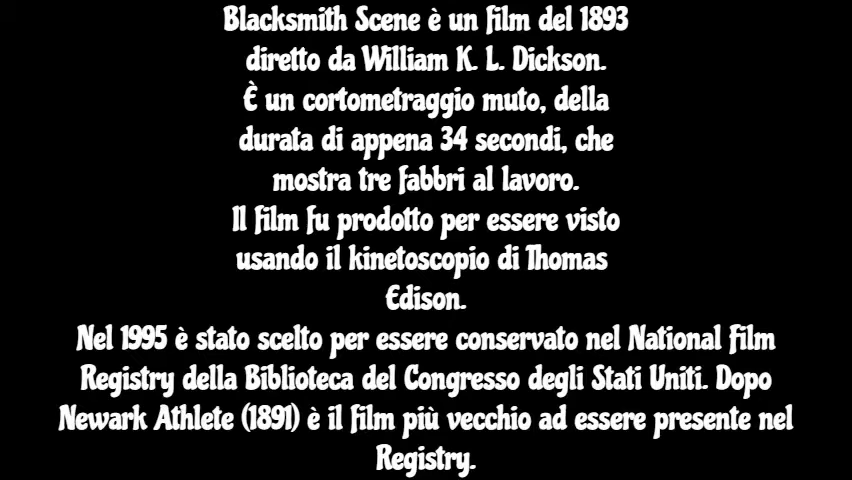 Blacksmith Scene è un film del 1893
diretto da William K. L. Dickson.
È un cortometraggio muto, della
durata di appena 34 secondi, che
mostra tre fabbri al lavoro.
Il film fu prodotto per essere visto
usando il kinetoscopio di Thomas
Edison.
Nel 1995 è stato scelto per essere conservato nel National Film
Registry della Biblioteca del Congresso degli Stati Uniti. Dopo
Newark Athlete (1891) è il film più vecchio ad essere presente nel
Registry.